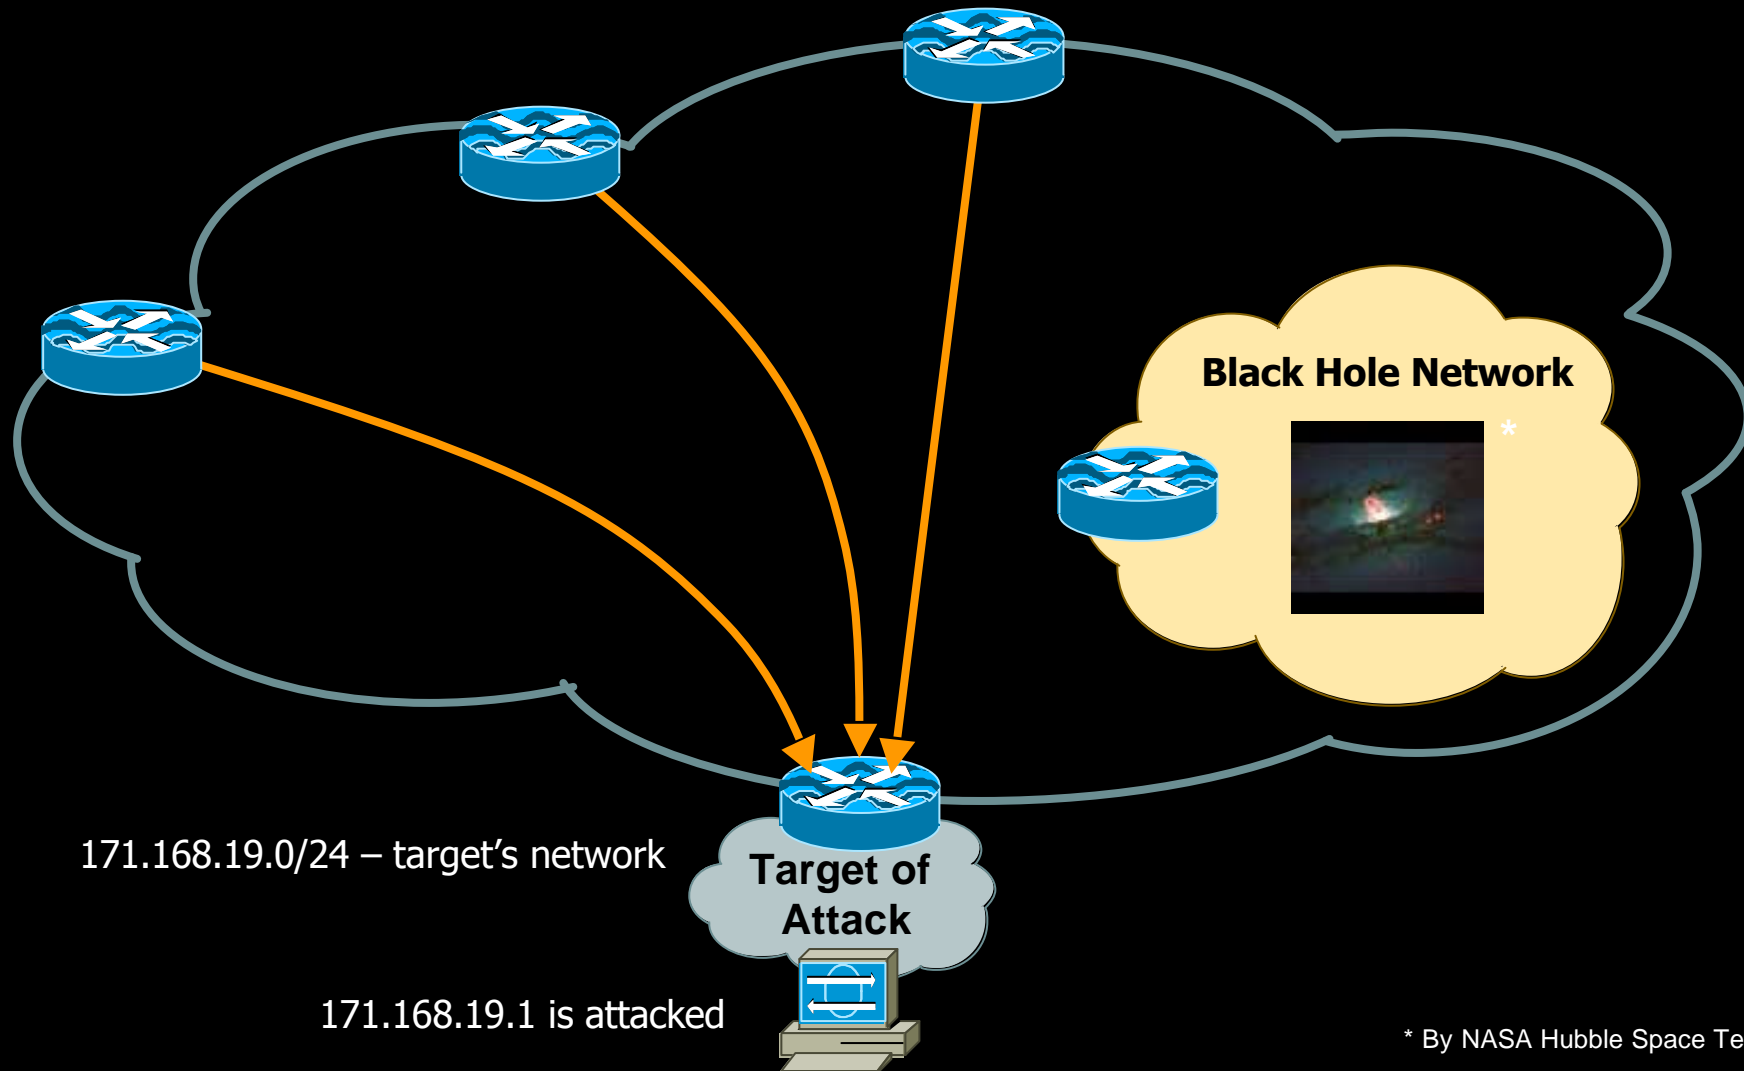 Black Hole Network
*
171.168.19.0/24 – target’s network
Target of
Attack
171.168.19.1 is attacked
* By NASA Hubble Space Te